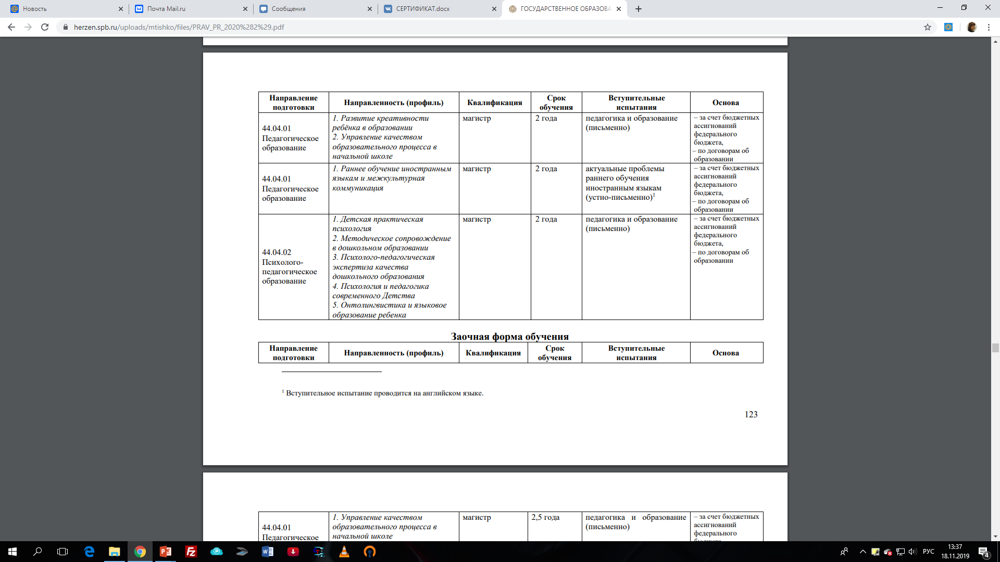 Новость
Почта Mail.ru
Сообщения
СЕРТИФИКАТ.docx
ГОСУДАРСТВЕННОЕ ОБРАЗОВА
herzen.spb.ru/uploads/mtishko/files/PRAV_PR_2020%282%29.pdf
Направление подготовки
Направленность (профиль)
Квалификация
Срок обучения
Вступительные испытания
Основа
44.04.01
Педагогическое
образование
1. Развитие креативности
ребёнка в образовании
2. Управление качеством
образовательного процесса в
начальной школе
магистр
2 года
педагогика и образование
(письменно)
– за счет бюджетных
ассигнований
федерального
бюджета,
– по договорам об
образовании
44.04.01
Педагогическое
образование
1. Раннее обучение иностранным
языкам и межкультурная
коммуникация
магистр
2 года
актуальные проблемы
раннего обучения
иностранным языкам
(устно-письменно)1
– за счет бюджетных
ассигнований
федерального
бюджета,
– по договорам об
образовании
44.04.02
Психолого-
педагогическое
образование
1. Детская практическая
психология
2. Методическое сопровождение
в дошкольном образовании
3. Психолого-педагогическая
экспертиза качества
дошкольного образования
4. Психология и педагогика
современного Детства
5. Онтолингвистика и языковое
образование ребенка
магистр
2 года
педагогика и образование
(письменно)
– за счет бюджетных
ассигнований
федерального
бюджета,
– по договорам об
образовании
Заочная форма обучения
Направление подготовки
Направленность (профиль)
Квалификация
Срок обучения
Вступительные испытания
Основа
1 Вступительное испытание проводится на английском языке.
123
44.04.01
Педагогическое
1. Управление качеством
образовательного процесса в
начальной школе
магистр
2,5 года
педагогика и образование
(письменно)
– за счет бюджетных
ассигнований
федерального
РУС
13:37
18.11.2019
4